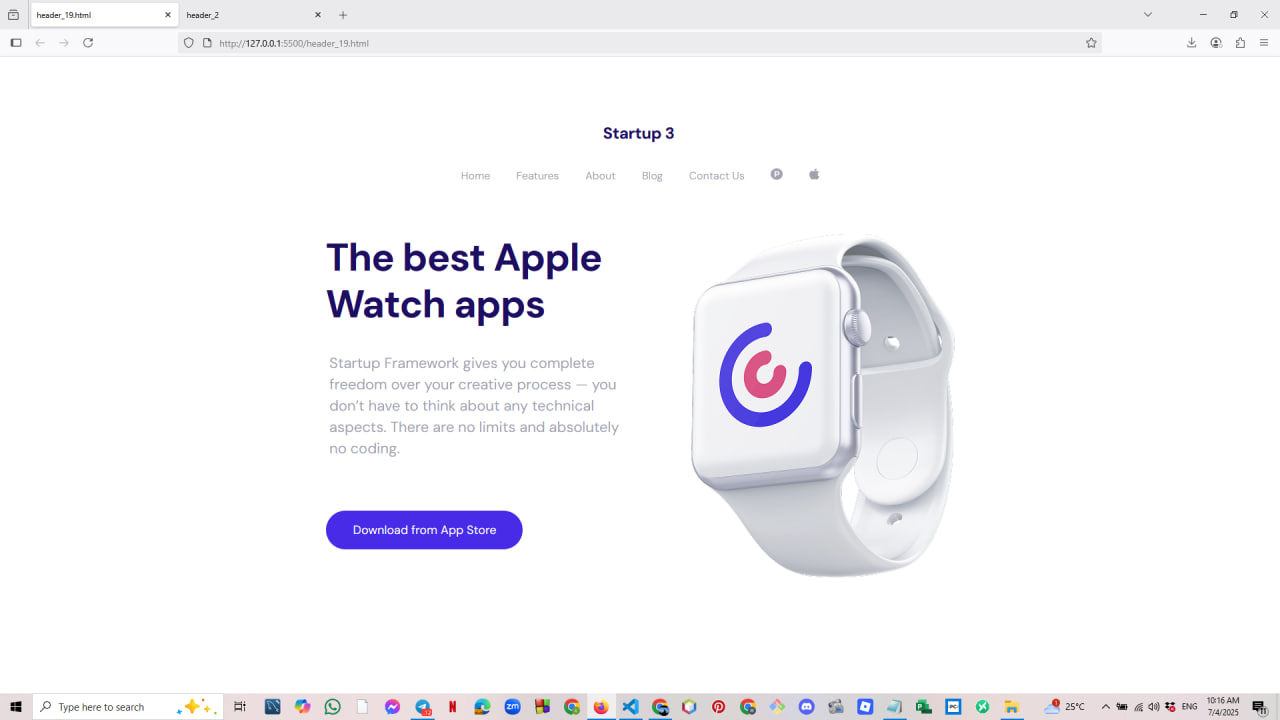 header_19.html
header_2
http://127.0.0.1:5500/header_19.html
Startup 3
Home Features About Blog Contact Us
The best Apple
Watch apps
Startup Framework gives you complete
freedom over your creative process — you
don't have to think about any technical
aspects. There are no limits and absolutely
no coding.
Download from App Store
Type here to search
25°C
ENG
10:16 AM
7/4/2025